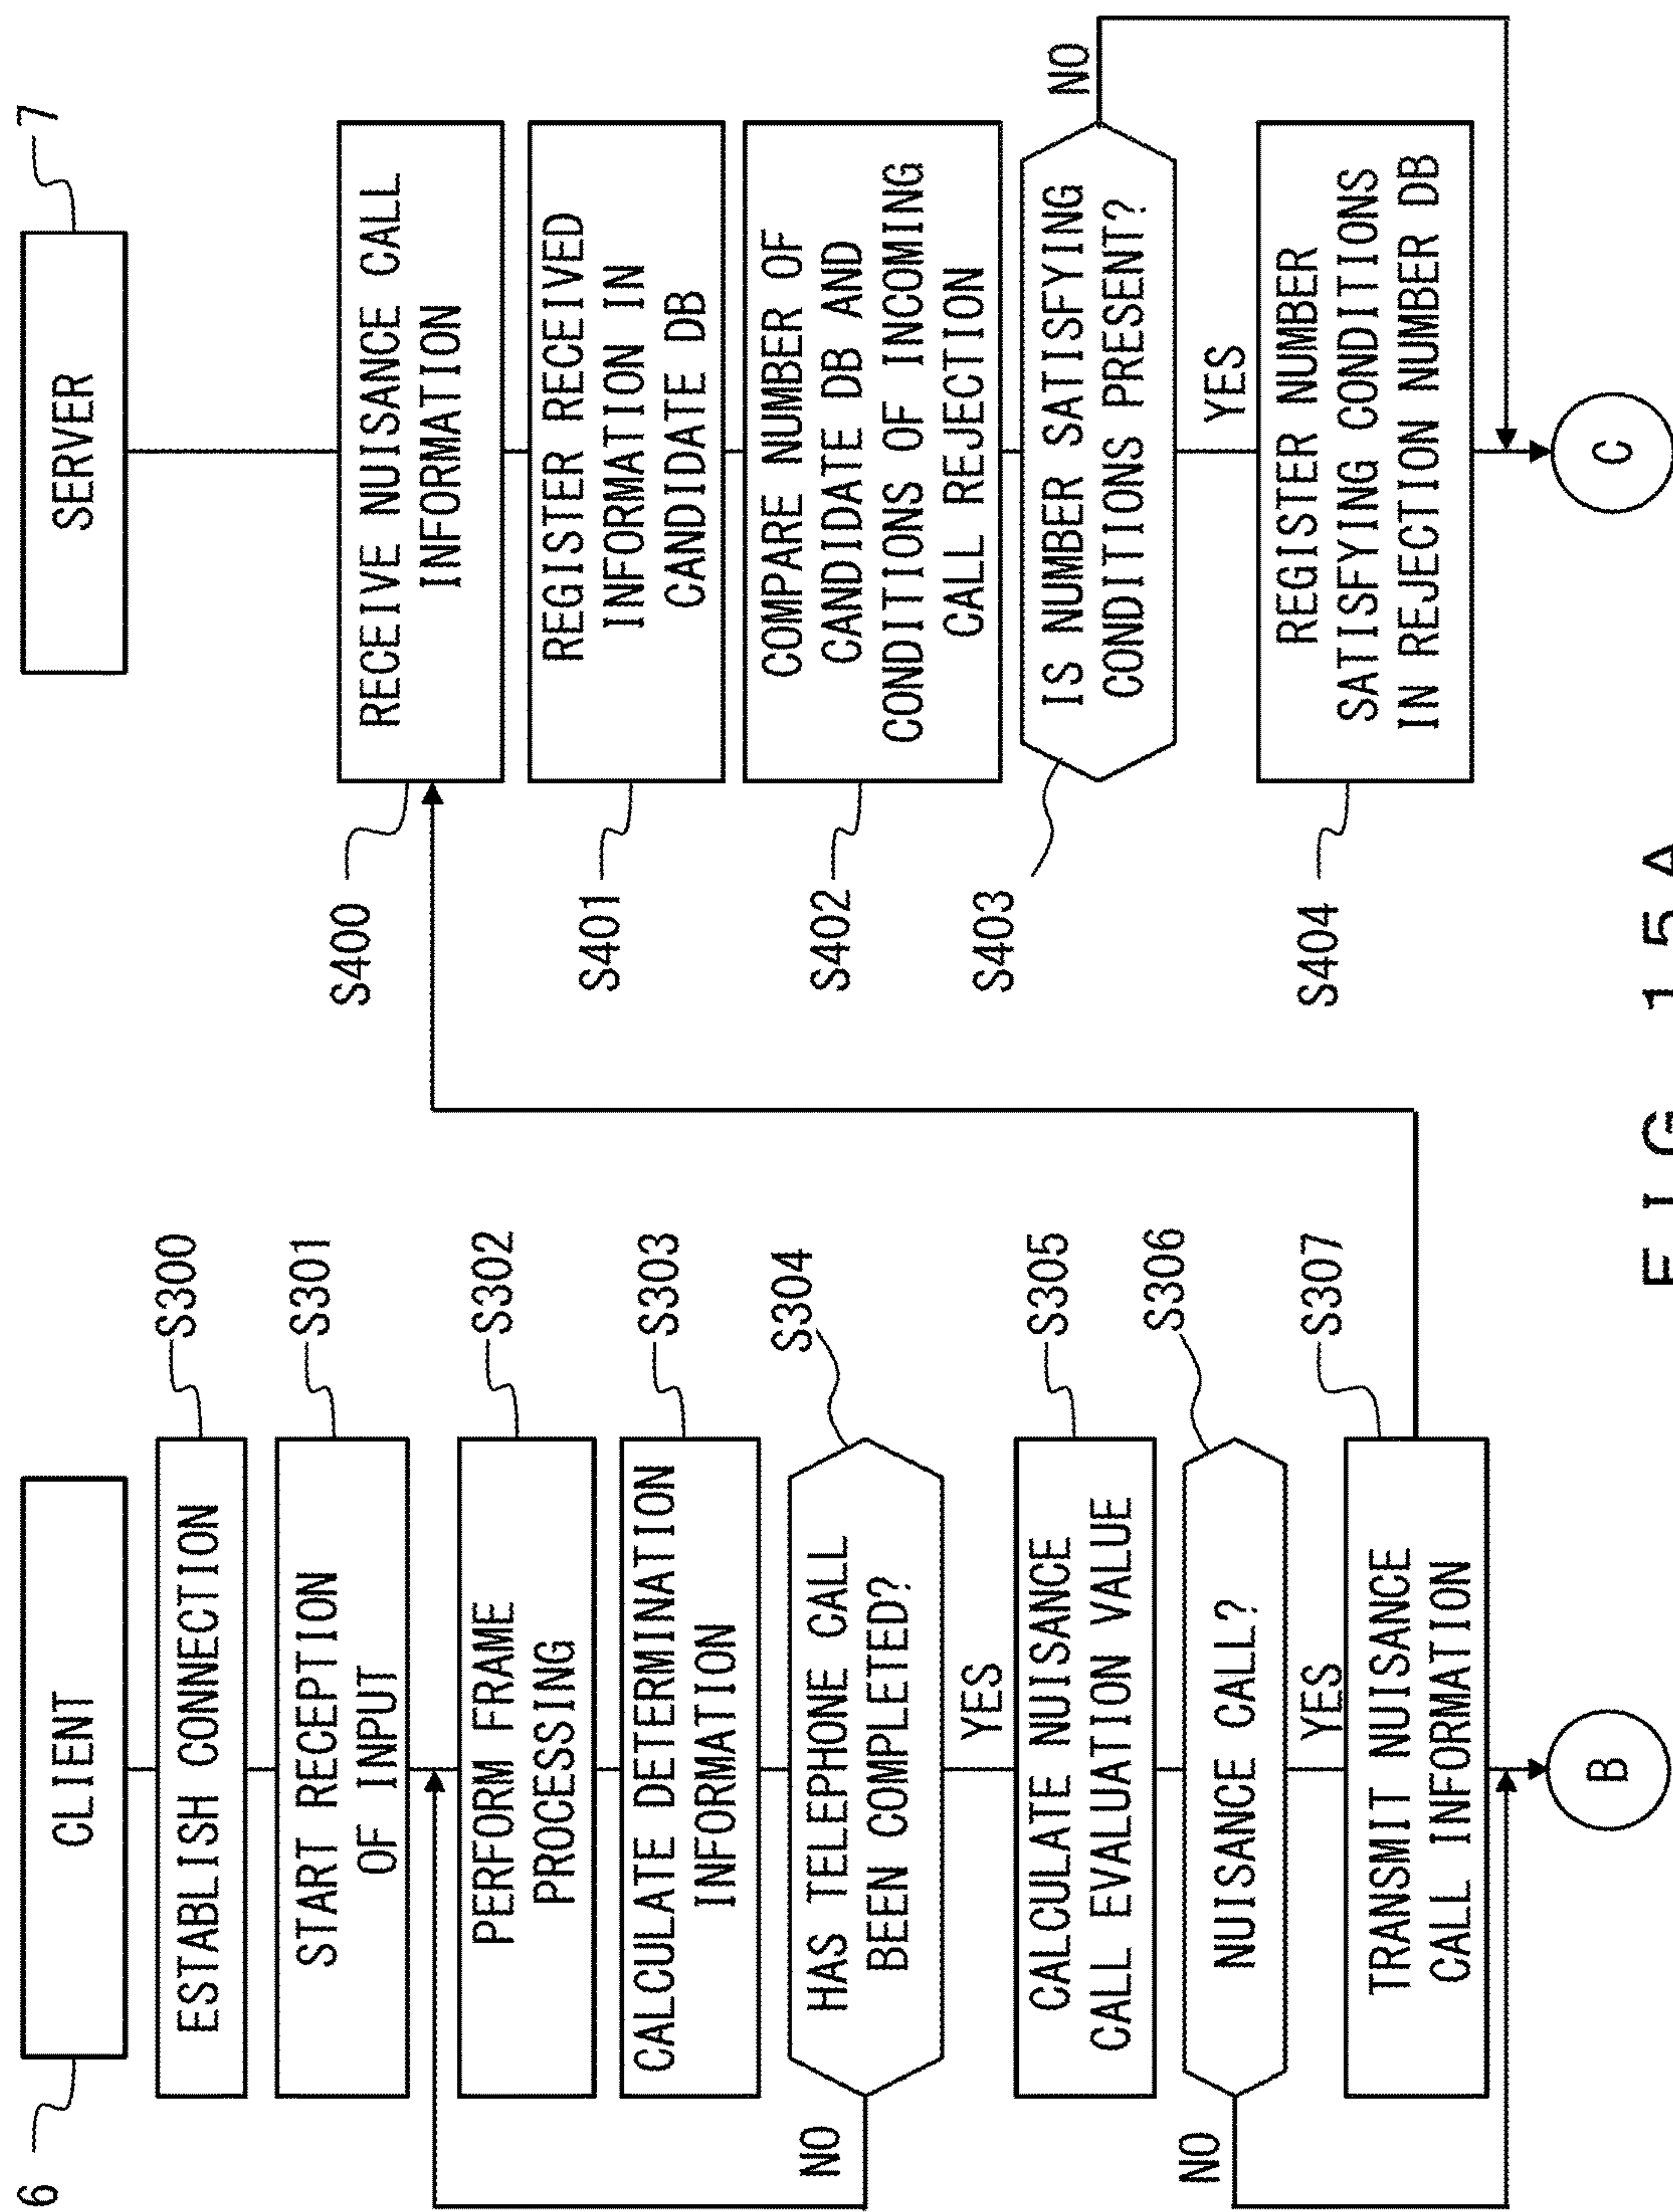 6
CLIENT
ESTABLISH CONNECTION
S300
START RECEPTION
OF INPUT
S301
PERFORM FRAME
PROCESSING
S302
CALCULATE DETERMINATION
INFORMATION
S303
HAS TELEPHONE CALL
BEEN COMPLETED?
S304
NO
YES
CALCULATE NUISANCE
CALL EVALUATION VALUE
S305
NUISANCE CALL?
S306
NO
YES
TRANSMIT NUISANCE
CALL INFORMATION
S307
B
SERVER
7
S400
RECEIVE NUISANCE CALL
INFORMATION
S401
REGISTER RECEIVED
INFORMATION IN
CANDIDATE DB
S402
COMPARE NUMBER OF
CANDIDATE DB AND
CONDITIONS OF INCOMING
CALL REJECTION
S403
IS NUMBER SATISFYING
CONDITIONS PRESENT?
NO
YES
S404
REGISTER NUMBER
SATISFYING CONDITIONS
IN REJECTION NUMBER DB
C
FIG. 15A